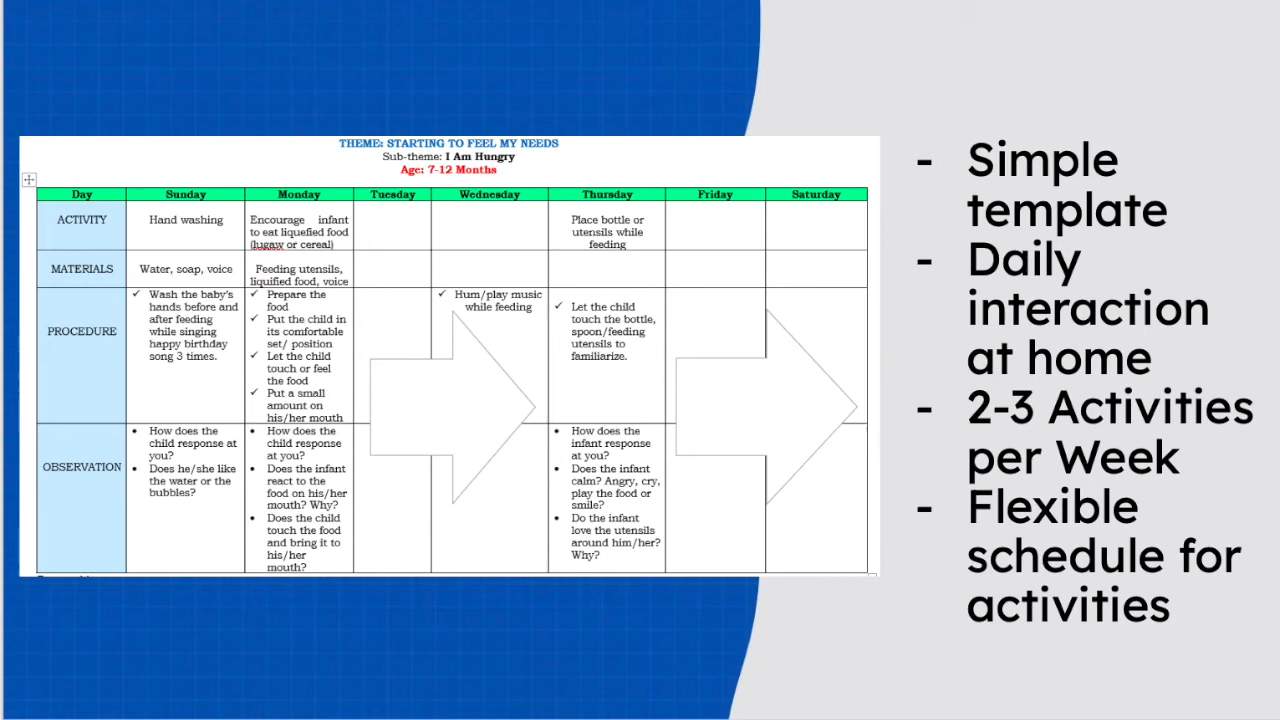 THEME: STARTING TO FEEL MY NEEDS
Sub-theme: I Am Hungry
Age: 7-12 Months
Day Sunday Monday Tuesday Wednesday Thursday Friday Saturday
ACTIVITY
Hand washing
Encourage infant
to eat liquefied food
(lugaw or cereal)
Place bottle or
utensils while
feeding
MATERIALS
Water, soap, voice
Feeding utensils,
liquified food, voice
PROCEDURE
✓ Wash the baby's
hands before and
after feeding
while singing
happy birthday
song 3 times.
✓ Prepare the
food
✓ Put the child in
its comfortable
set/ position
✓ Let the child
touch or feel
the food
✓ Put a small
amount on
his/her mouth
✓ Hum/play music
while feeding
✓ Let the child
touch the bottle,
spoon/feeding
utensils to
familiarize.
OBSERVATION
• How does the
child response at
you?
• Does he/she like
the water or the
bubbles?
• How does the
child response
at you?
• Does the infant
react to the
food on his/her
mouth? Why?
• Does the child
touch the food
and bring it to
his/her
mouth?
• How does the
infant response
at you?
• Does the infant
calm? Angry, cry,
play the food or
smile?
• Do the infant
love the utensils
around him/her?
Why?
- Simple
template
- Daily
interaction
at home
- 2-3 Activities
per Week
- Flexible
schedule for
activities